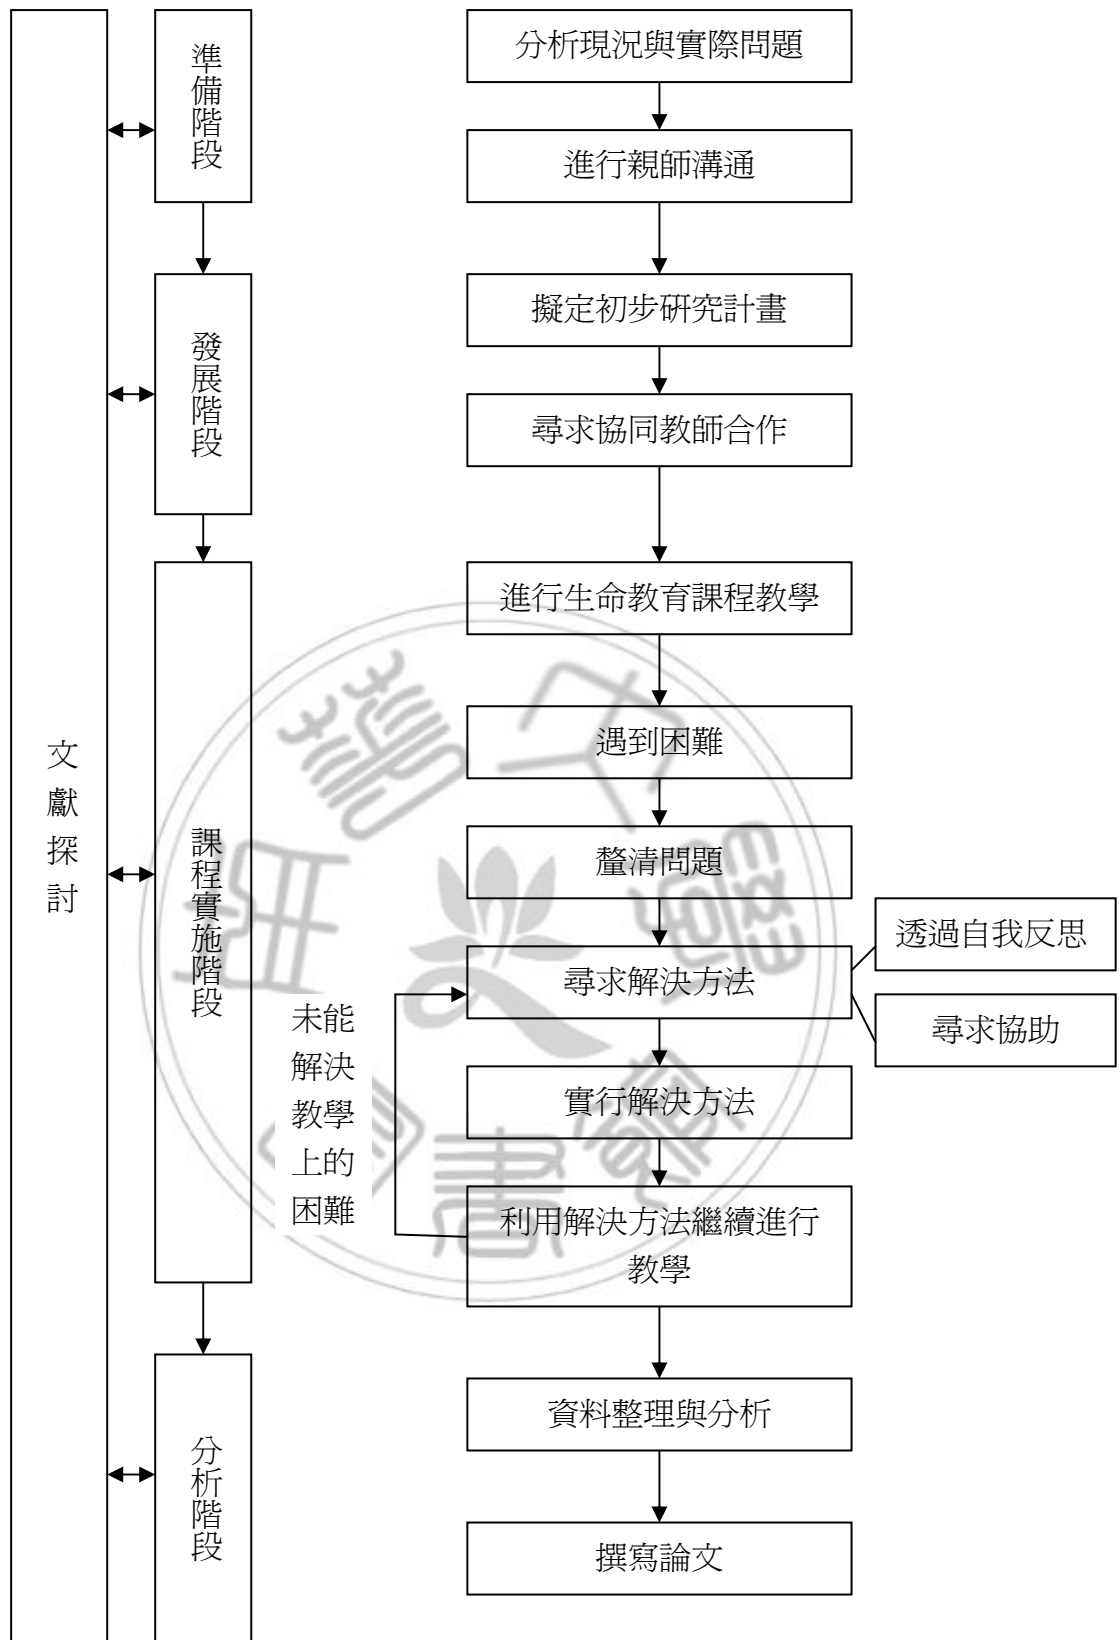 文獻探討
準備階段
發展階段
課程實施階段
分析階段
分析現況與實際問題
進行親師溝通
擬定初步研究計畫
尋求協同教師合作
進行生命教育課程教學
遇到困難
釐清問題
尋求解決方法
透過自我反思
尋求協助
實行解決方法
利用解決方法繼續進行
教學
未能
解決
教學
上的
困難
資料整理與分析
撰寫論文